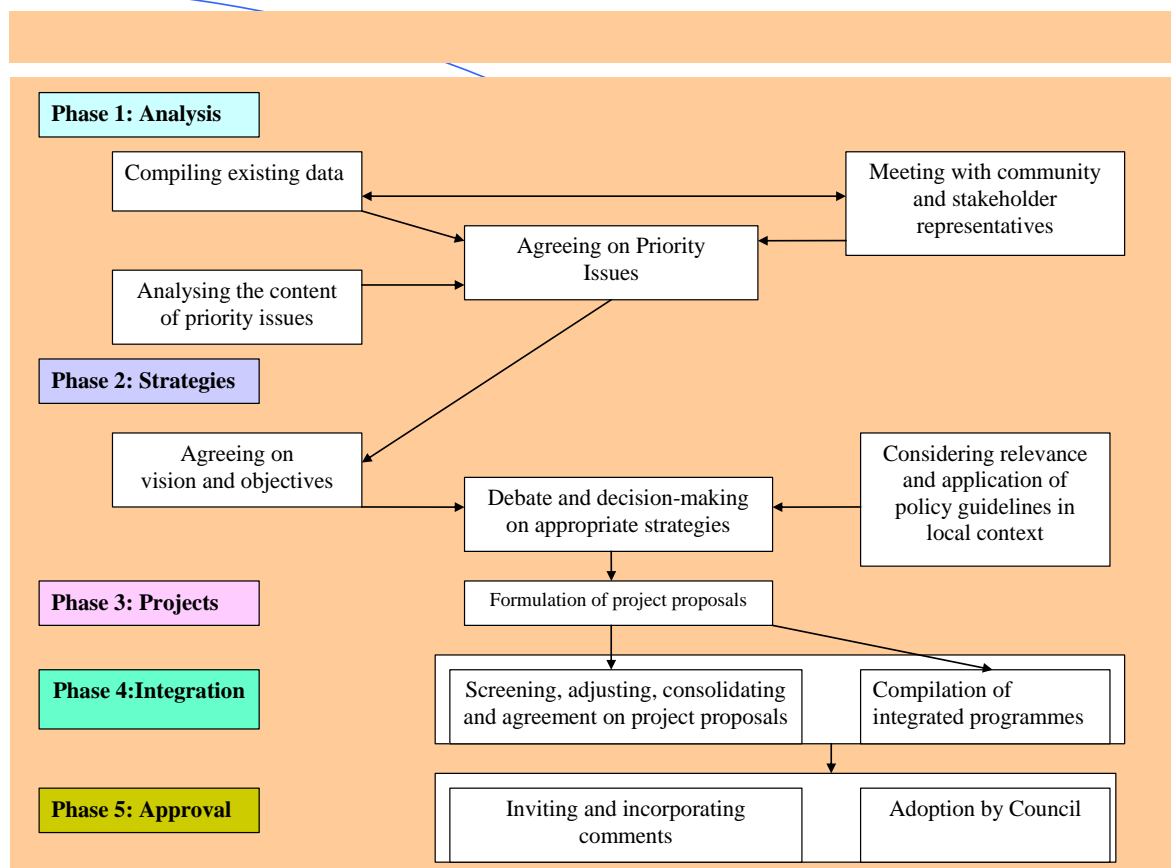 Phase 1: Analysis
Compiling existing data
Meeting with community
and stakeholder
representatives
Agreeing on Priority
Issues
Analysing the content
of priority issues
Phase 2: Strategies
Agreeing on
vision and objectives
Considering relevance
and application of
policy guidelines in
local context
Debate and decision-making
on appropriate strategies
Phase 3: Projects
Formulation of project proposals
Phase 4:Integration
Screening, adjusting, consolidating
and agreement on project proposals
Compilation of
integrated programmes
Phase 5: Approval
Inviting and incorporating
comments
Adoption by Council